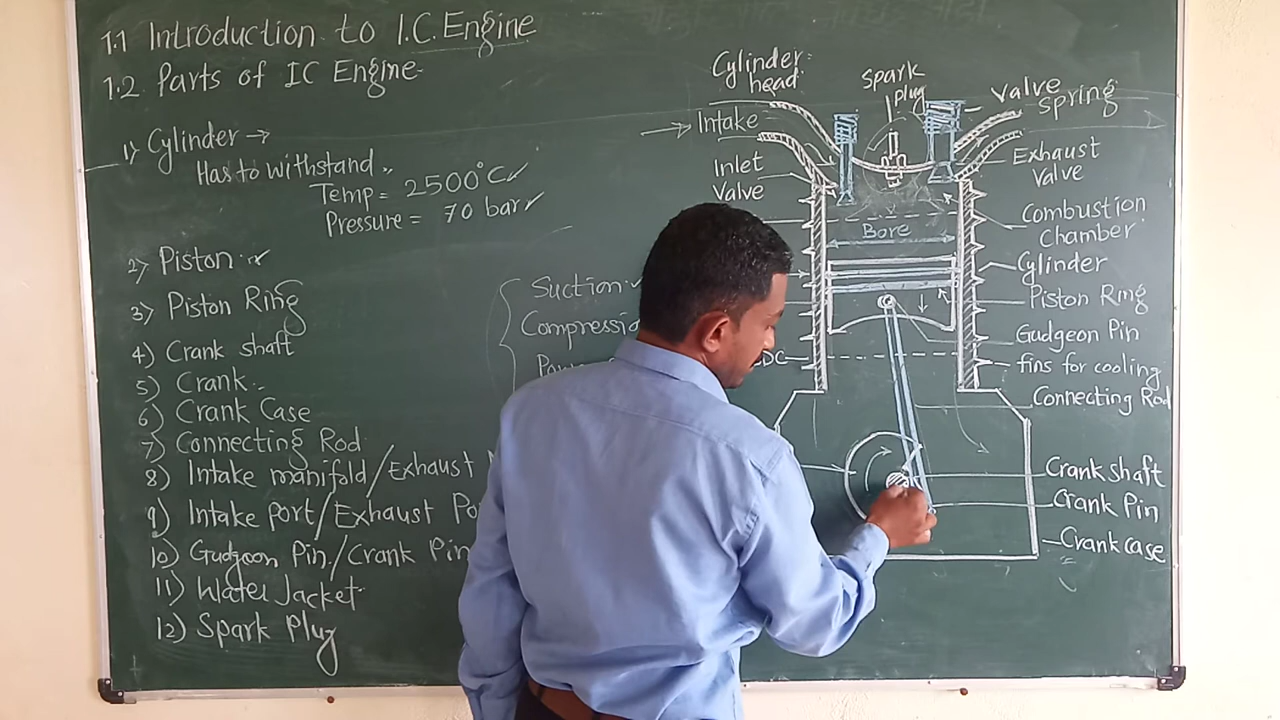 1.1 Introduction to I.C. Engine
1.2 Parts of IC Engine
1) Cylinder →
Has to withstand
Temp = 2500°C ✓
Pressure = 70 bar ✓
2) Piston ✓
3) Piston Ring
4) Crank shaft
5) Crank
6) Crank Case
7) Connecting Rod
8) Intake manifold/Exhaust
9) Intake port/Exhaust Po
10) Gudgeon Pin/Crank Pin
11) Water Jacket
12) Spark Plug
Suction ✓
Compressio
Pow
Cylinder
head
Spark
plug
Valve
Spring
Intake
Inlet
Valve
Exhaust
Valve
Combustion
Chamber
Bore
Cylinder
Piston Ring
Gudgeon Pin
fins for cooling
Connecting Rod
DC
Crank shaft
Crank Pin
Crank case